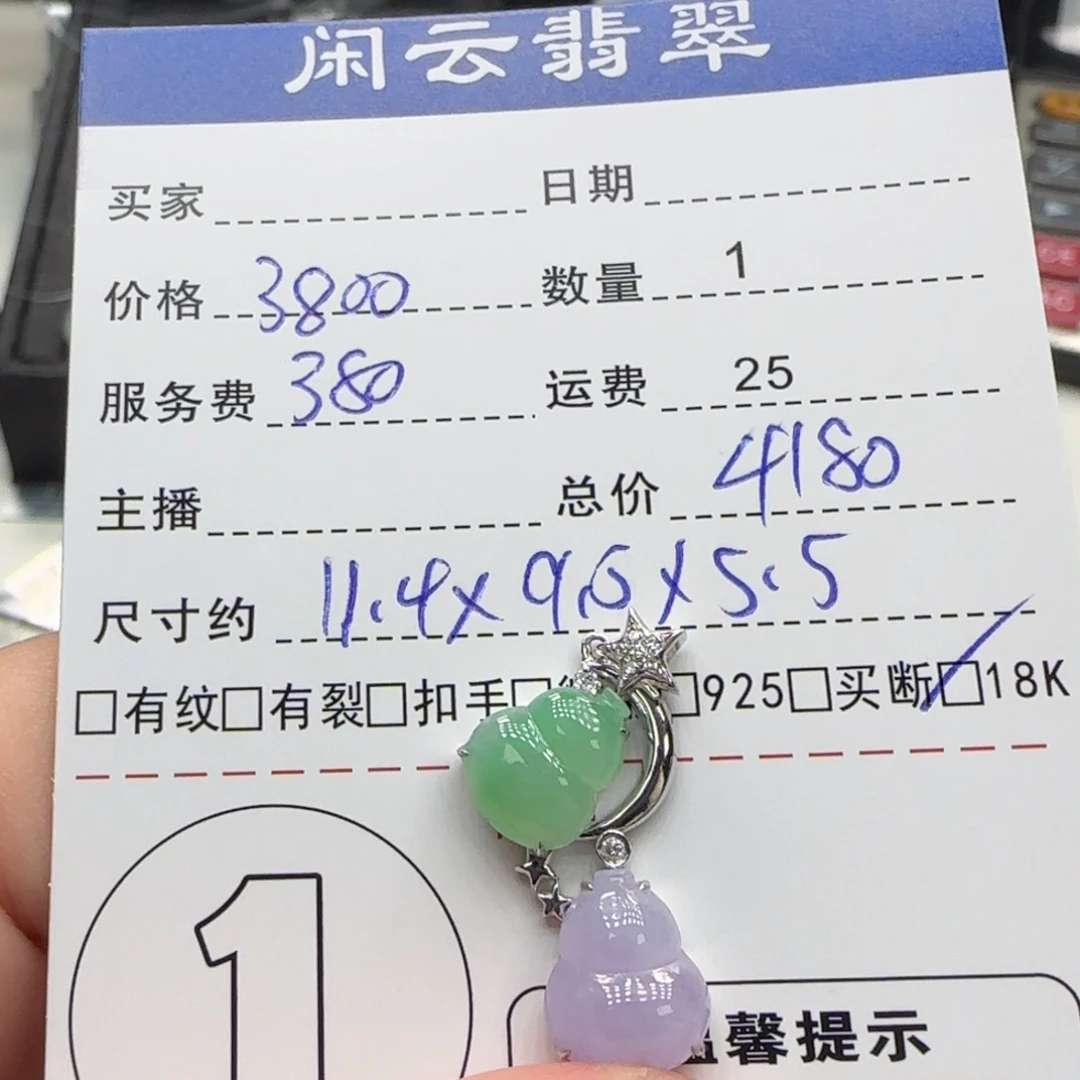 闲云翡翠
买家 日期
价格 3800 数量 1
服务费 380 运费 25
主播 总价 4180
尺寸约 11.4x9.6x5.5
□有纹□有裂□扣手□ □925□买断□18K
1
馨提示